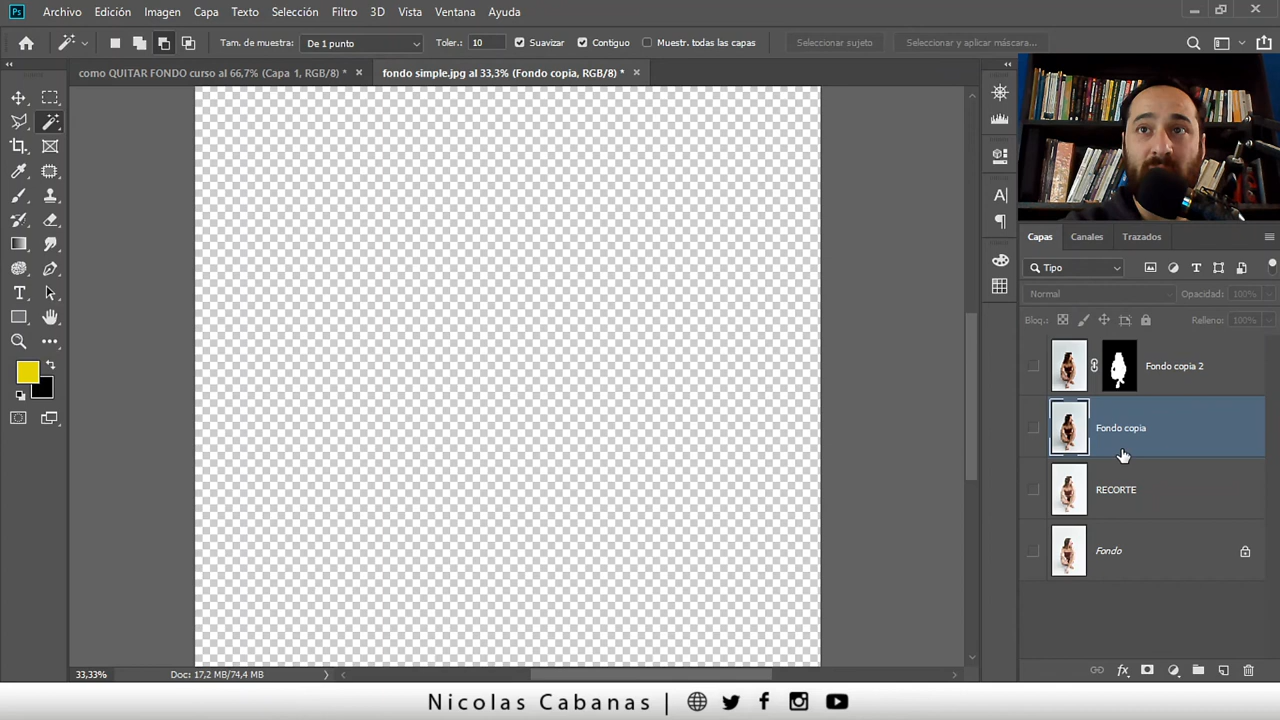 Ps Archivo Edición Imagen Capa Texto Selección Filtro 3D Vista Ventana Ayuda
Tam. de muestra: De 1 punto Toler.: 10 Suavizar Contiguo Muestr. todas las capas Seleccionar sujeto Seleccionar y aplicar máscara...
como QUITAR FONDO curso al 66,7% (Capa 1, RGB/8) * × fondo simple.jpg al 33,3% (Fondo copia, RGB/8) * ×
Capas Canales Trazados
Tipo
Normal Opacidad: 100%
Bloq.: Relleno: 100%
Fondo copia 2
Fondo copia
RECORTE
Fondo
33,33% Doc: 17,2 MB/74,4 MB
Nicolas Cabanas |